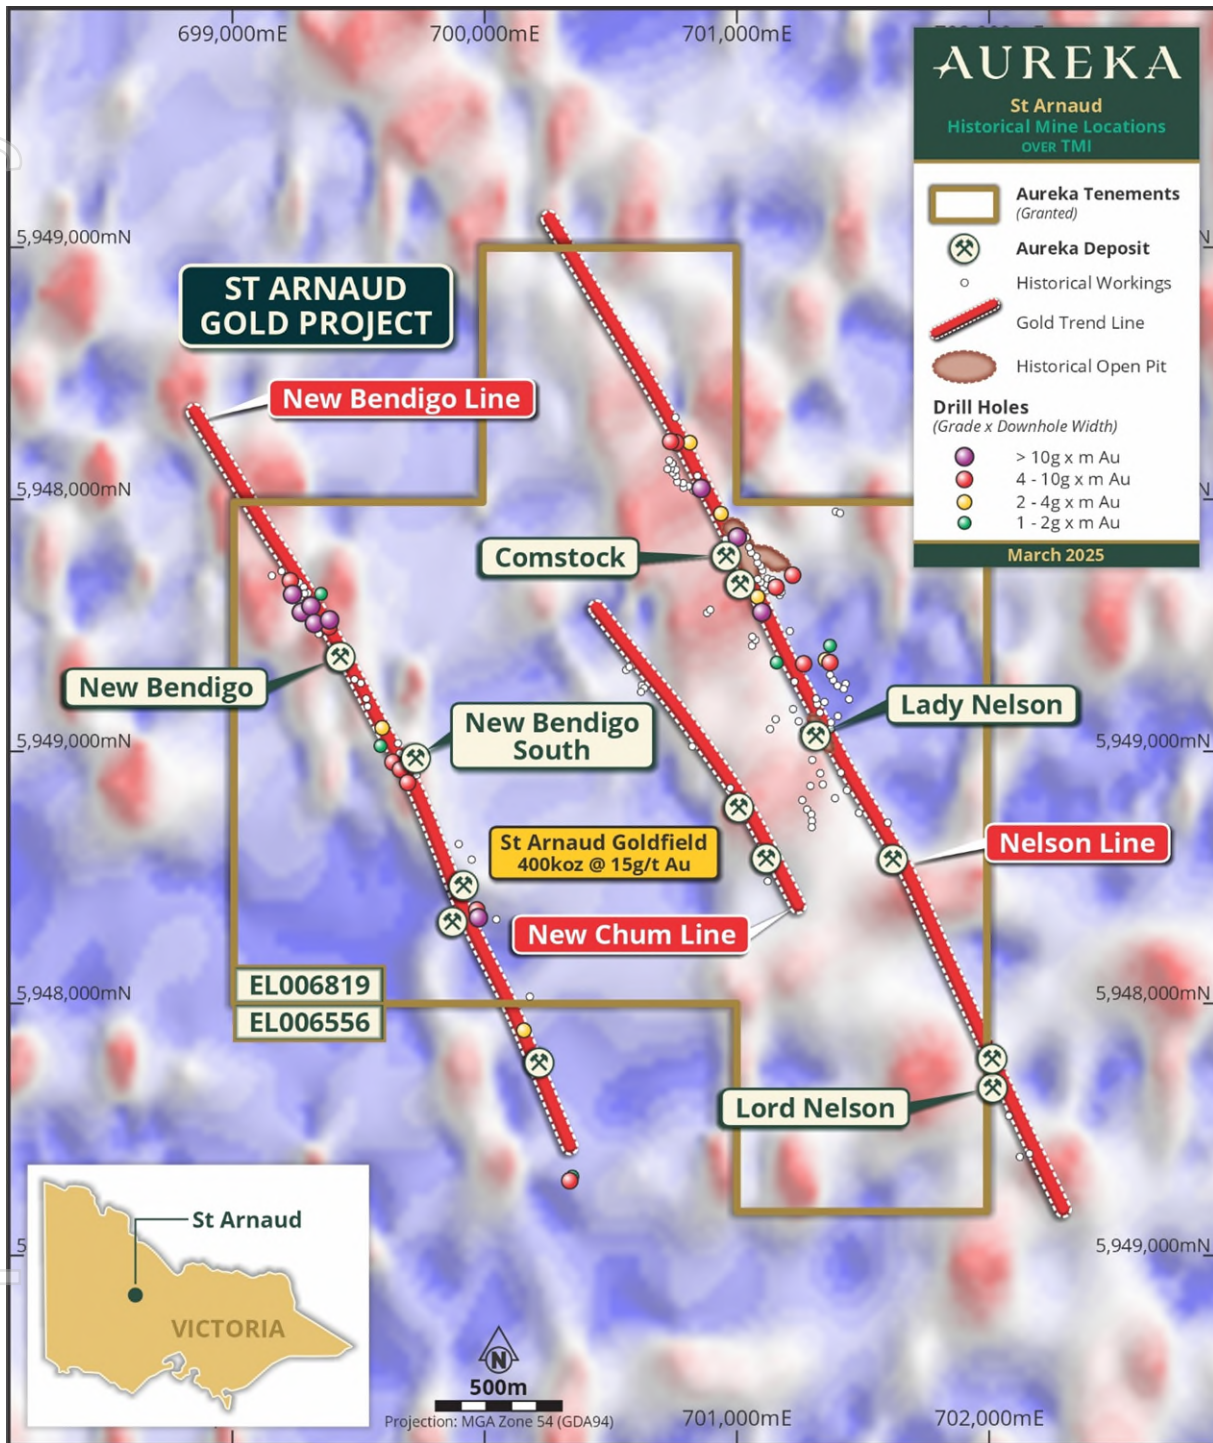 699,000mE
700,000mE
701,000mE
AUREKA
St Arnaud
Historical Mine Locations
OVER TMI
Aureka Tenements
(Granted)
Aureka Deposit
Historical Workings
Gold Trend Line
Historical Open Pit
Drill Holes
(Grade x Downhole Width)
> 10g x m Au
4 - 10g x m Au
2 - 4g x m Au
1 - 2g x m Au
March 2025
5,949,000mN
ST ARNAUD
GOLD PROJECT
New Bendigo Line
5,948,000mN
Comstock
New Bendigo
New Bendigo
South
Lady Nelson
5,949,000mN
5,949,000mN
St Arnaud Goldfield
400koz @ 15g/t Au
Nelson Line
New Chum Line
EL006819
EL006556
5,948,000mN
5,948,000mN
Lord Nelson
St Arnaud
VICTORIA
5,949,000mN
N
500m
Projection: MGA Zone 54 (GDA94)
701,000mE
702,000mE